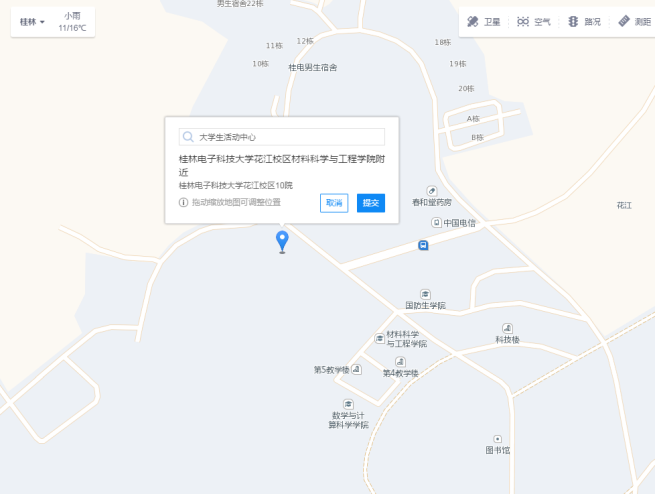 男生宿舍22栋
桂林
小雨
11/16℃
卫星
空气
路况
测距
12栋
11栋
10栋
桂电男生宿舍
18栋
19栋
20栋
A栋
B栋
大学生活动中心
桂林电子科技大学花江校区材料科学与工程学院附
近
桂林电子科技大学花江校区10院
拖动缩放地图可调整位置
取消
提交
春和堂药房
中国电信
花江
国防生学院
材料科学
与工程学院
科技楼
第5教学楼
第4教学楼
数学与计
算科学学院
图书馆